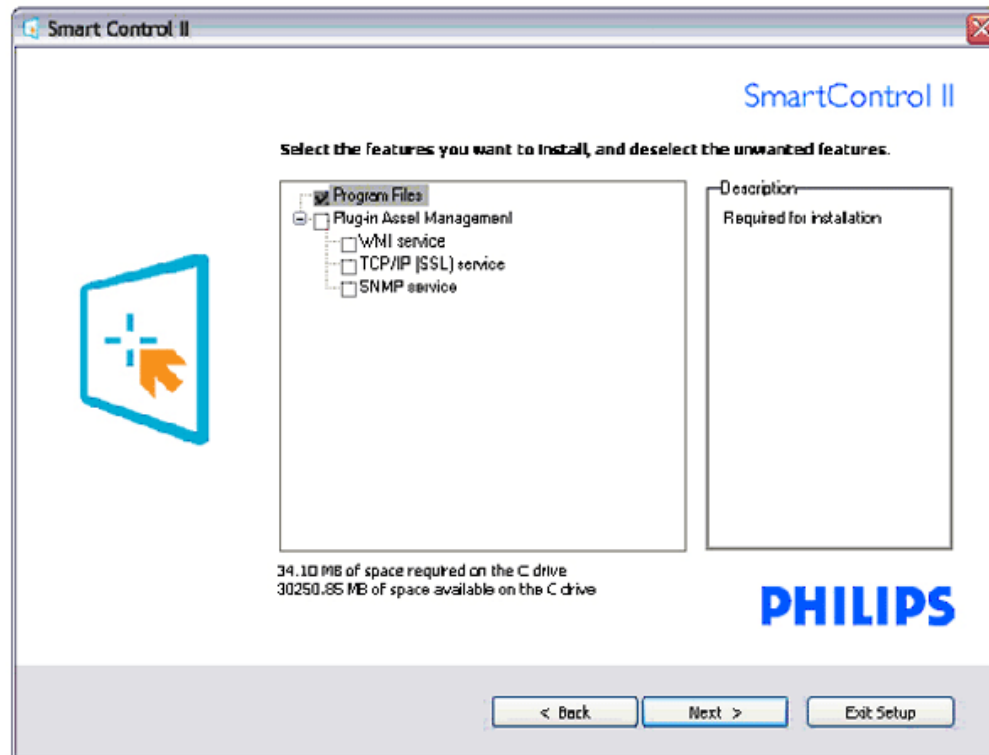 Smart Control II
SmartControl II
Select the features you want to install, and deselect the unwanted features.
Program Files
Plug-in Asset Management
WMI service
TCP/IP (SSL) service
SNMP service
Description
Required for installation
34.10 MB of space required on the C drive
30250.85 MB of space available on the C drive
PHILIPS
< Back
Next >
Exit Setup